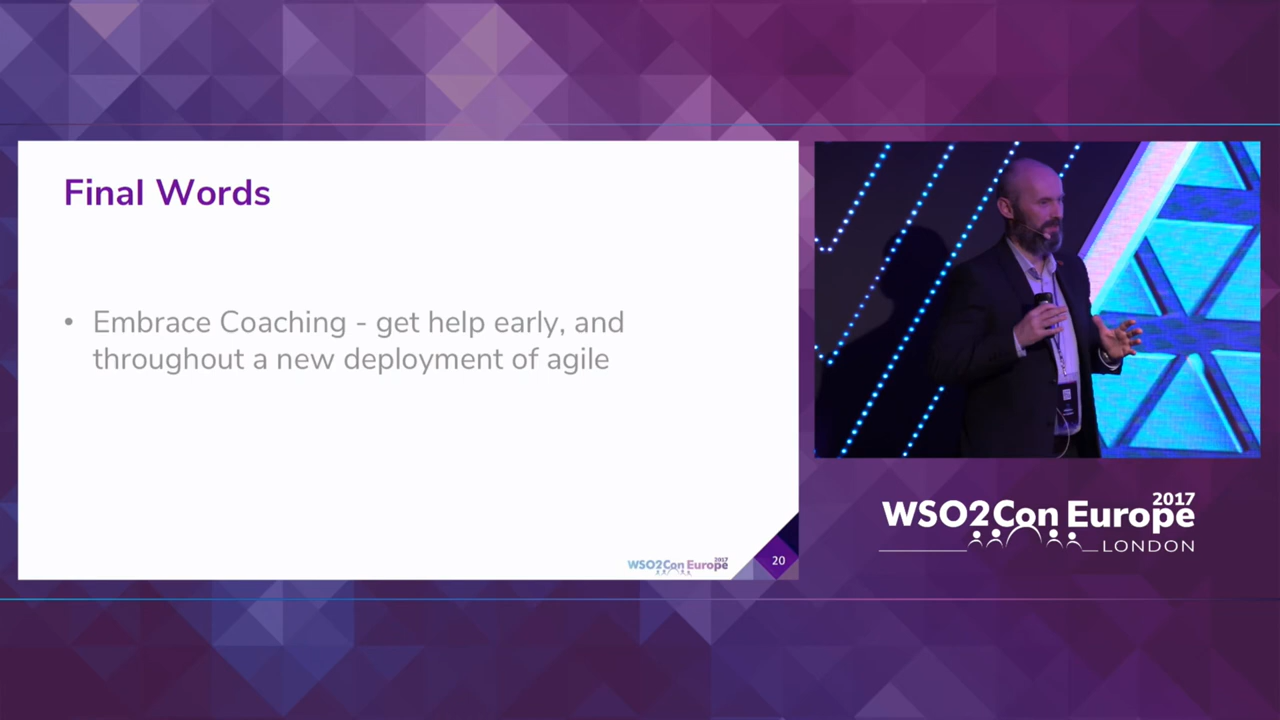 Final Words
• Embrace Coaching - get help early, and
throughout a new deployment of agile
WSO2Con Europe 2017
20
WSO2Con Europe 2017
LONDON